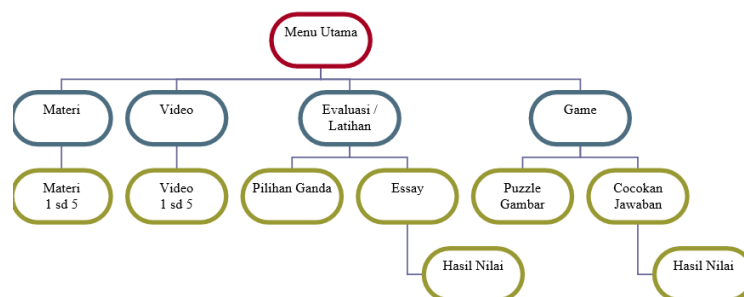 Menu Utama
Materi
Video
Evaluasi /
Latihan
Game
Materi
1 sd 5
Video
1 sd 5
Pilihan Ganda
Essay
Puzzle
Gambar
Cocokan
Jawaban
Hasil Nilai
Hasil Nilai